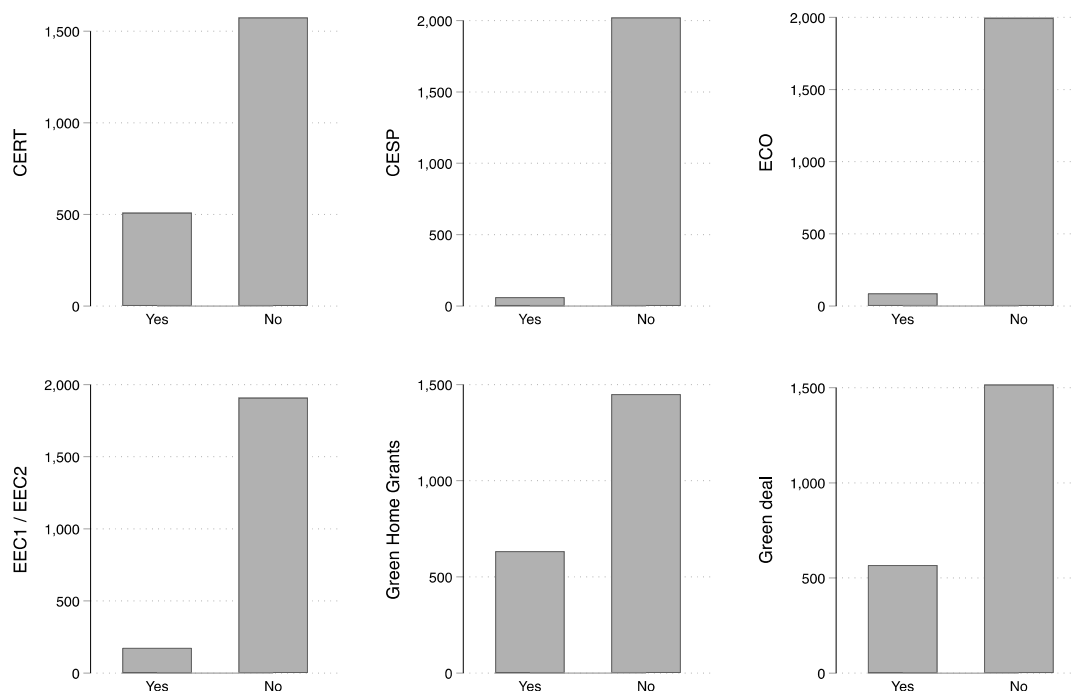 CERT
1,500
1,000
500
0
Yes No
CESP
2,000
1,500
1,000
500
0
Yes No
ECO
2,000
1,500
1,000
500
0
Yes No
EEC1 / EEC2
2,000
1,500
1,000
500
0
Yes No
Green Home Grants
1,500
1,000
500
0
Yes No
Green deal
1,500
1,000
500
0
Yes No